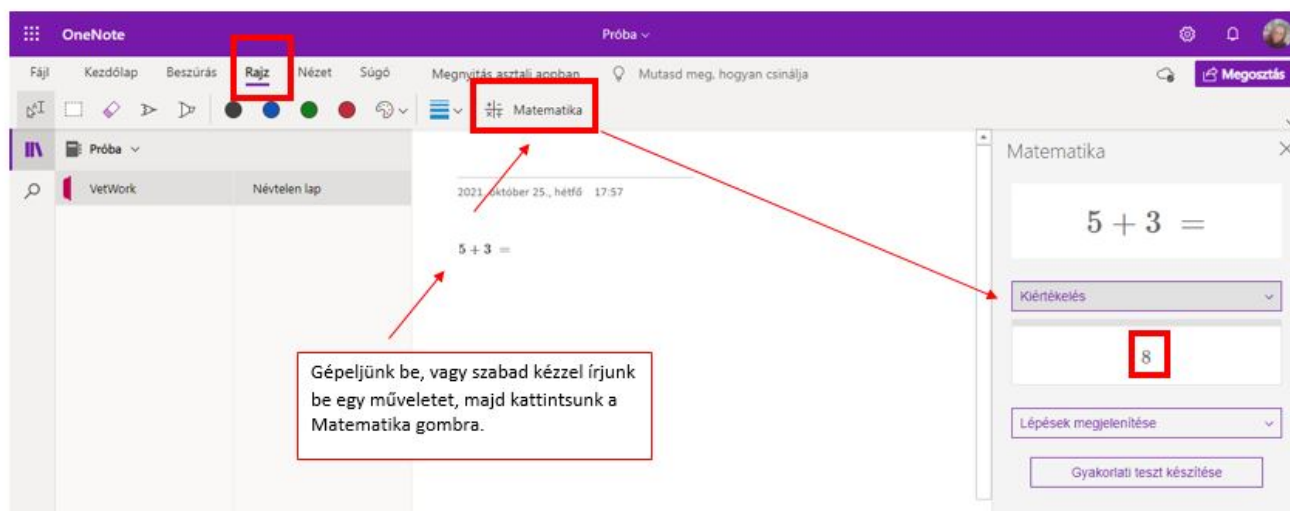 OneNote
Próba
Fájl Kezdőlap Beszúrás Rajz Nézet Súgó Megnyitás asztali appban Mutasd meg, hogyan csinálja Megosztás
Matematika
Próba
VetWork Névtelen lap
2021. október 25., hétfő 17:57
5 + 3 =
Gépeljünk be, vagy szabad kézzel írjunk
be egy műveletet, majd kattintsunk a
Matematika gombra.
Matematika
5 + 3 =
Kiértékelés
8
Lépések megjelenítése
Gyakorlati teszt készítése